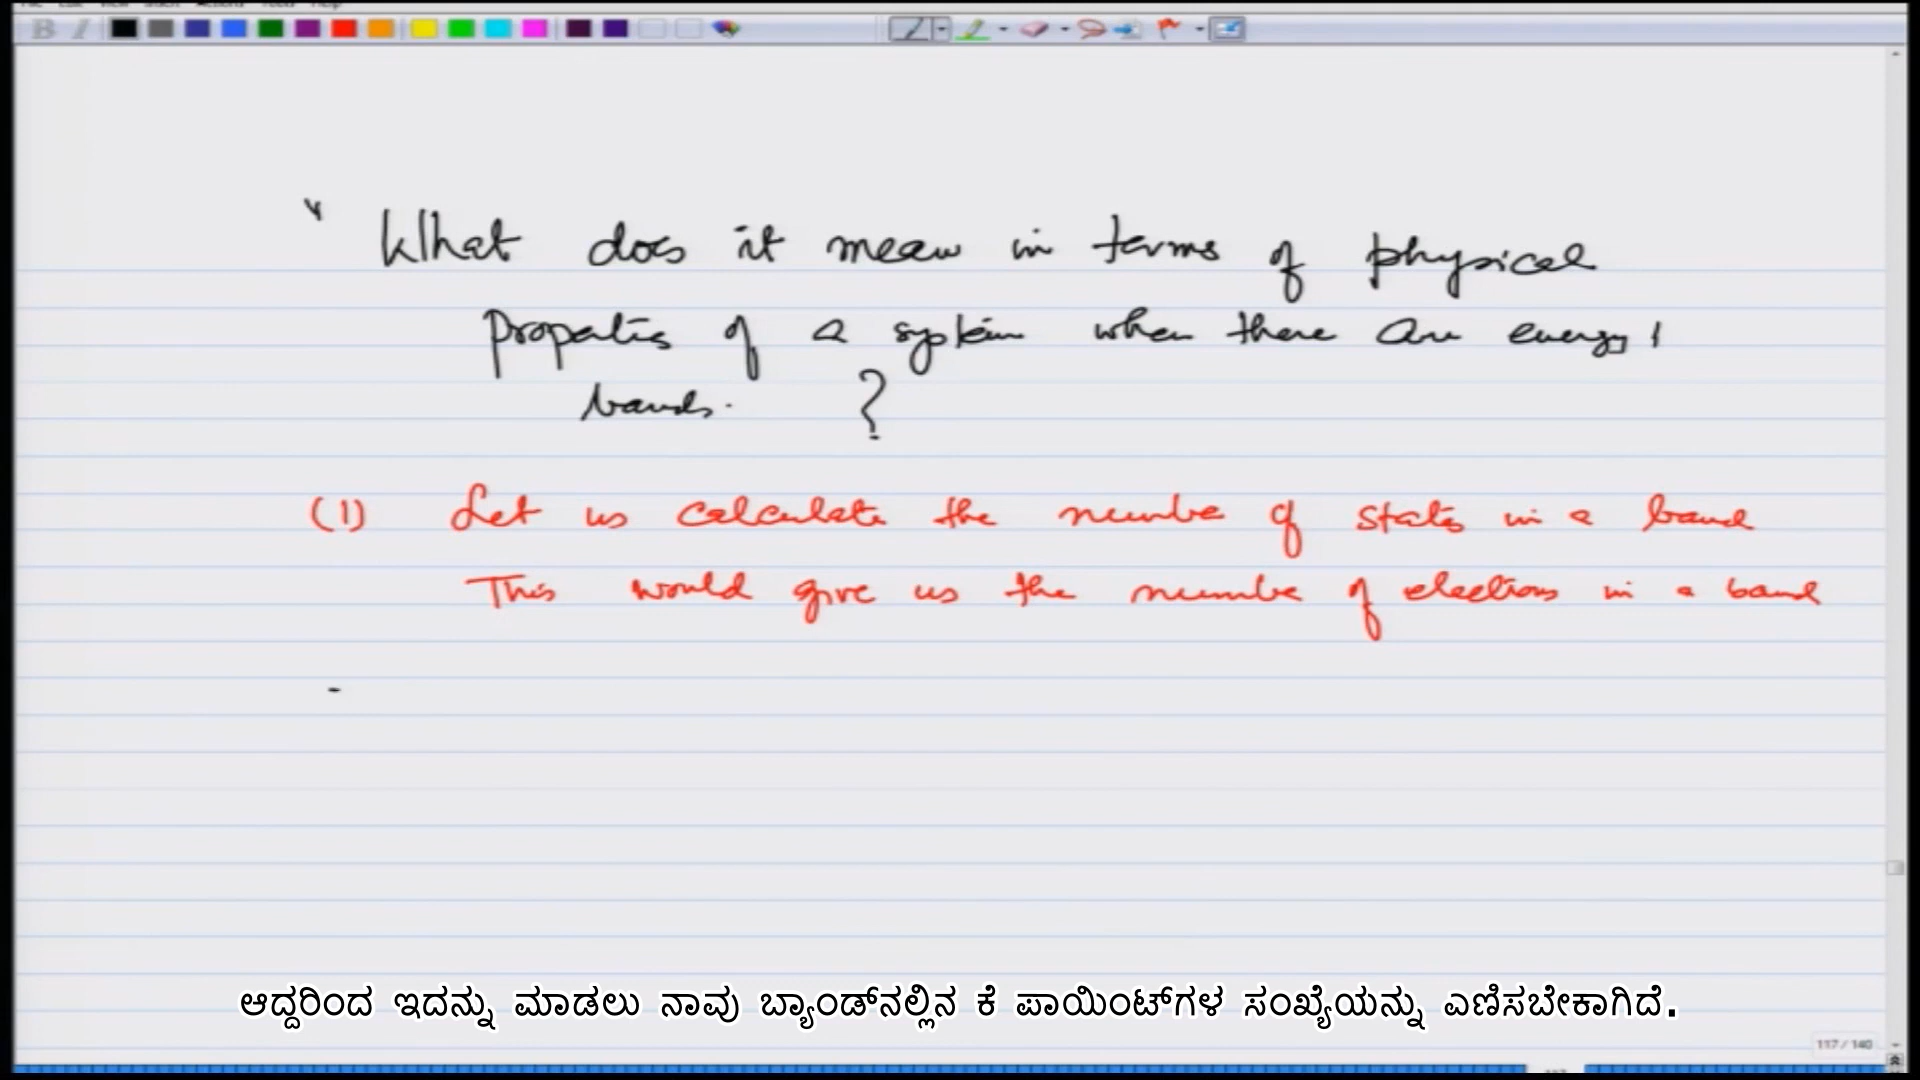 What does it mean in terms of physical
properties of a system when there are energy
bands. ?
(1) Let us calculate the number of states in a band
This would give us the number of electrons in a band
ಆದ್ದರಿಂದ ಇದನ್ನು ಮಾಡಲು ನಾವು ಬ್ಯಾಂಡ್‌ನಲ್ಲಿನ ಕೆ ಪಾಯಿಂಟ್‌ಗಳ ಸಂಖ್ಯೆಯನ್ನು ಎಣಿಸಬೇಕಾಗಿದೆ.
117 / 140